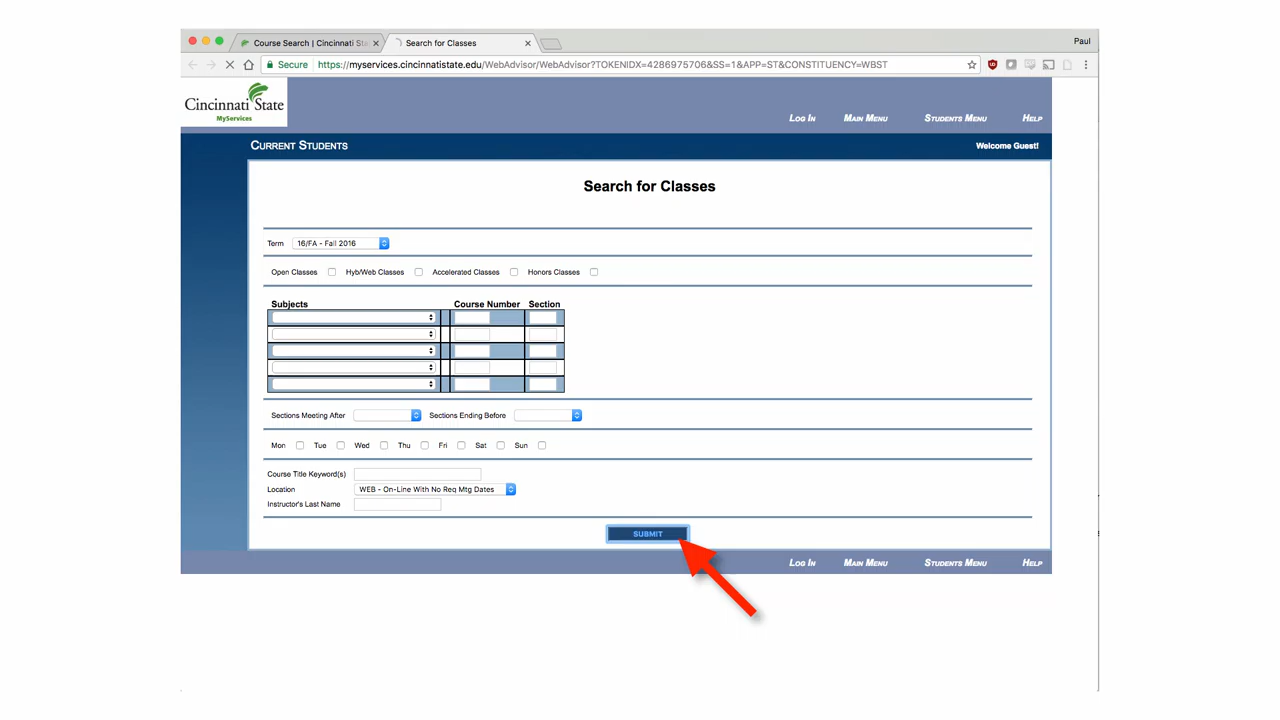 Course Search | Cincinnati Sta
Search for Classes
Paul
Secure https://myservices.cincinnatistate.edu/WebAdvisor/WebAdvisor?TOKENIDX=4286975706&SS=1&APP=ST&CONSTITUENCY=WBST
Cincinnati State
MyServices
LOG IN MAIN MENU STUDENTS MENU HELP
CURRENT STUDENTS
Welcome Guest!
Search for Classes
Term 16/FA - Fall 2016
Open Classes Hyb/Web Classes Accelerated Classes Honors Classes
Subjects Course Number Section
Sections Meeting After Sections Ending Before
Mon Tue Wed Thu Fri Sat Sun
Course Title Keyword(s)
Location WEB - On-Line With No Req Mtg Dates
Instructor's Last Name
SUBMIT
LOG IN MAIN MENU STUDENTS MENU HELP